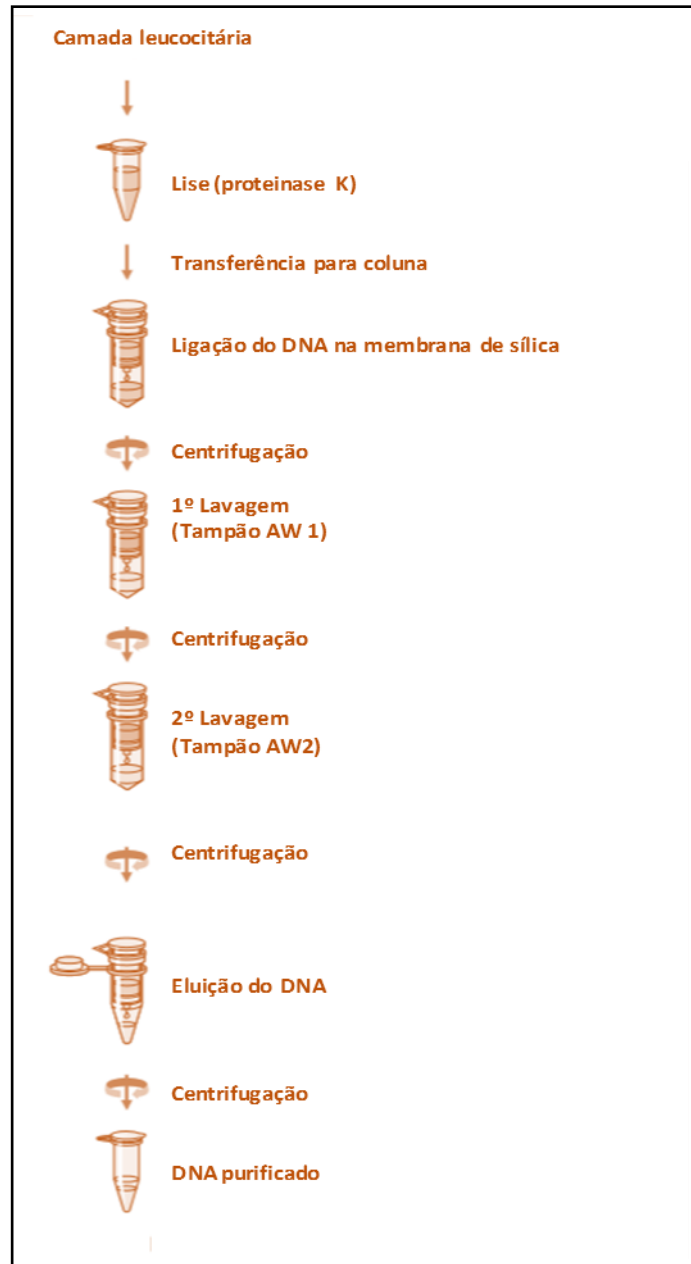 Camada leucocitária
Lise (proteinase K)
Transferência para coluna
Ligação do DNA na membrana de sílica
Centrifugação
1º Lavagem
(Tampão AW 1)
Centrifugação
2º Lavagem
(Tampão AW2)
Centrifugação
Eluição do DNA
Centrifugação
DNA purificado